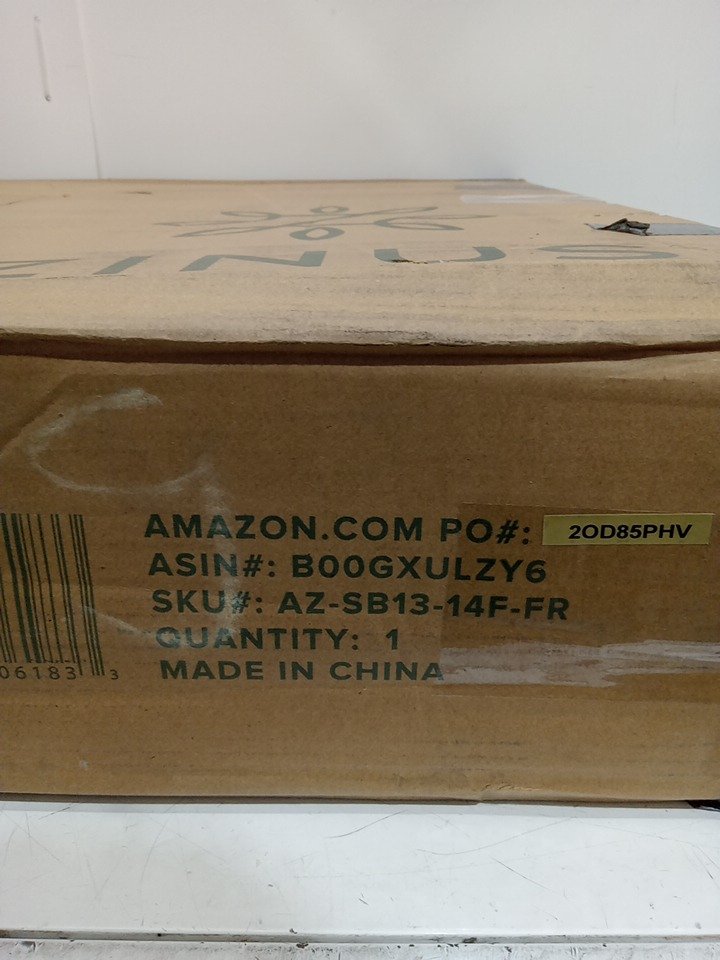 ZINUS
AMAZON.COM PO#: 2OD85PHV
ASIN#: B00GXULZY6
SKU#: AZ-SB13-14F-FR
QUANTITY: 1
MADE IN CHINA
06183 3